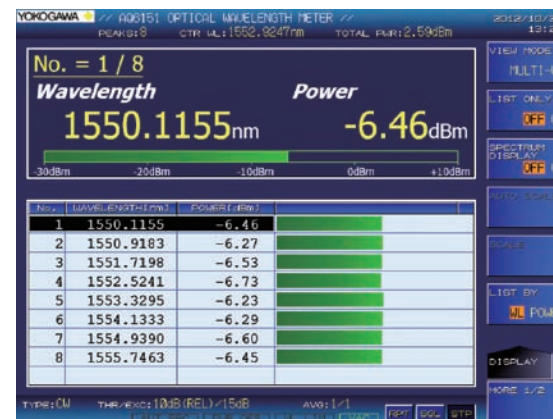 YOKOGAWA // AQ6151 OPTICAL WAVELENGTH METER //
PEAKS:8 CTR WL:1552.9247nm TOTAL PWR:2.59dBm
No. = 1 / 8
Wavelength Power
1550.1155nm -6.46dBm
-30dBm -20dBm -10dBm 0dBm +10dBm
No. WAVELENGTH[nm] POWER[dBm]
1 1550.1155 -6.46
2 1550.9183 -6.27
3 1551.7198 -6.53
4 1552.5241 -6.73
5 1553.3295 -6.23
6 1554.1333 -6.29
7 1554.9390 -6.60
8 1555.7463 -6.45
TYPE:CW THR/EXC:10dB(REL)/15dB AVG:1/1
RPT SGL STP
2012/10/
VIEW MODE
LIST ONLY
OFF
SPECTRUM
DISPLAY
OFF
AUTO SCALE
SCALE
LIST BY
WL
DISPLAY
MORE 1/2